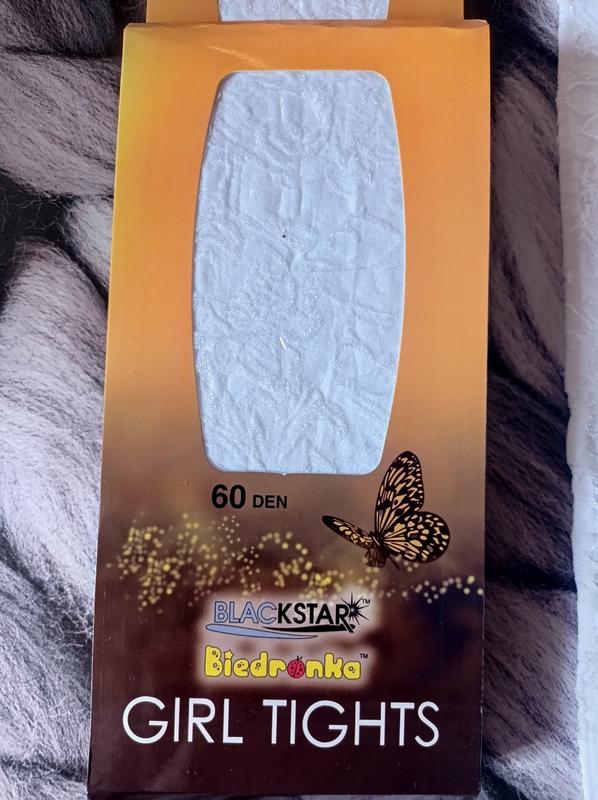 60 DEN
BLACKSTAR™
Biedronka™
GIRL TIGHTS